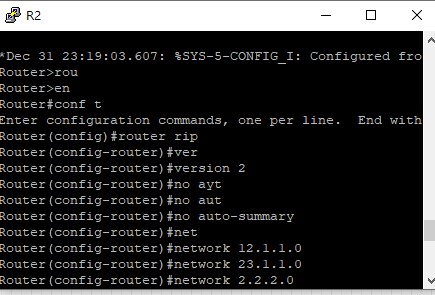 R2
*Dec 31 23:19:03.607: %SYS-5-CONFIG_I: Configured fro
Router>rou
Router>en
Router#conf t
Enter configuration commands, one per line.  End with
Router(config)#router rip
Router(config-router)#ver
Router(config-router)#version 2
Router(config-router)#no ayt
Router(config-router)#no aut
Router(config-router)#no auto-summary
Router(config-router)#net
Router(config-router)#network 12.1.1.0
Router(config-router)#network 23.1.1.0
Router(config-router)#network 2.2.2.0